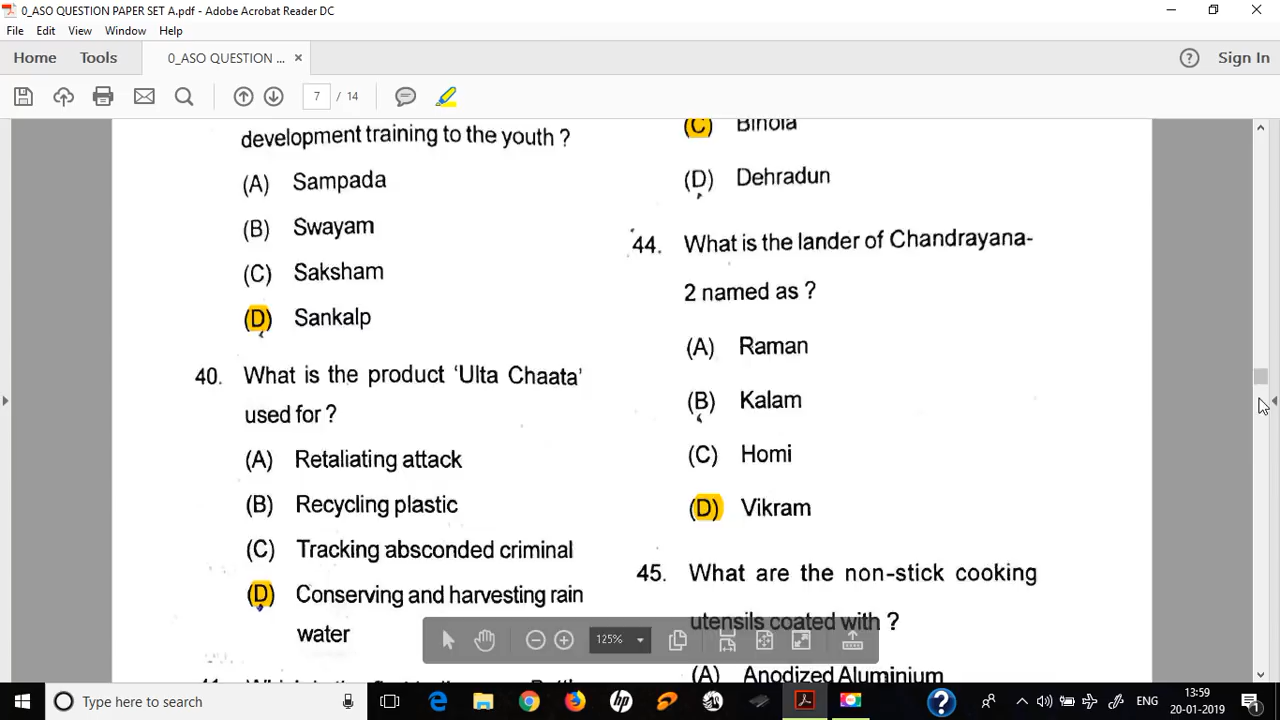 0_ASO QUESTION PAPER SET A.pdf - Adobe Acrobat Reader DC
File Edit View Window Help
Home Tools 0_ASO QUESTION ... × ? Sign In
7 / 14
development training to the youth ?
(A) Sampada
(B) Swayam
(C) Saksham
(D) Sankalp
40. What is the product ‘Ulta Chaata’
used for ?
(A) Retaliating attack
(B) Recycling plastic
(C) Tracking absconded criminal
(D) Conserving and harvesting rain
water
(C) Binola
(D) Dehradun
44. What is the lander of Chandrayana-
2 named as ?
(A) Raman
(B) Kalam
(C) Homi
(D) Vikram
45. What are the non-stick cooking
utensils coated with ?
(A) Anodized Aluminium
125%
Type here to search
hp
ENG
13:59
20-01-2019
1